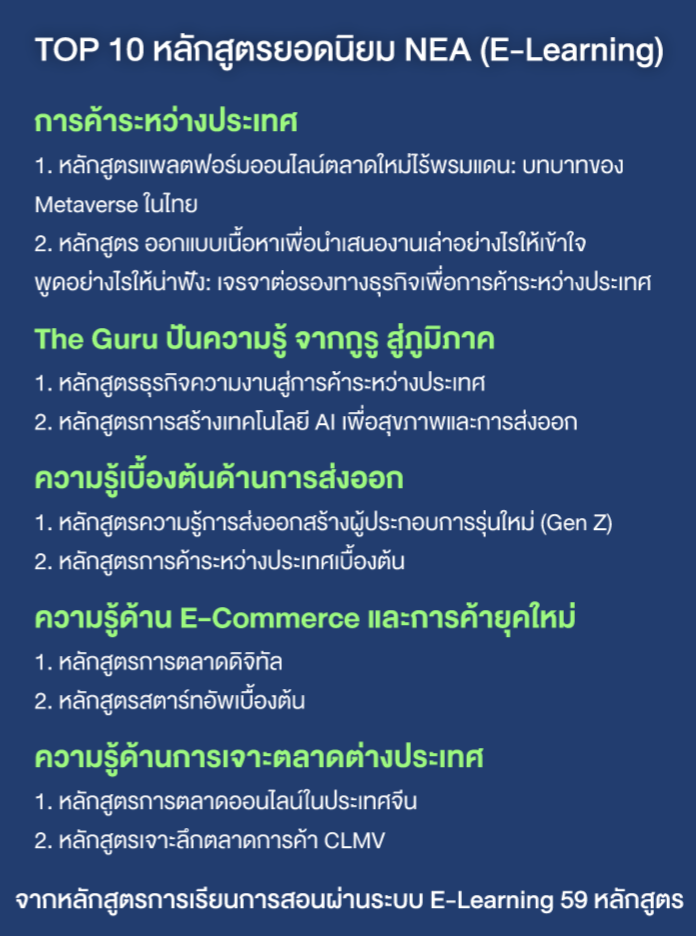 TOP 10 หลักสูตรยอดนิยม NEA (E-Learning)
การค้าระหว่างประเทศ
1. หลักสูตรแพลตฟอร์มออนไลน์ตลาดใหม่ไร้พรมแดน: บทบาทของ
Metaverse ในไทย
2. หลักสูตร ออกแบบเนื้อหาเพื่อนำเสนองานเล่าอย่างไรให้เข้าใจ
พูดอย่างไรให้น่าฟัง: เจรจาต่อรองทางธุรกิจเพื่อการค้าระหว่างประเทศ
The Guru ปันความรู้ จากกูรู สู่ภูมิภาค
1. หลักสูตรธุรกิจความงานสู่การค้าระหว่างประเทศ
2. หลักสูตรการสร้างเทคโนโลยี AI เพื่อสุขภาพและการส่งออก
ความรู้เบื้องต้นด้านการส่งออก
1. หลักสูตรความรู้การส่งออกสร้างผู้ประกอบการรุ่นใหม่ (Gen Z)
2. หลักสูตรการค้าระหว่างประเทศเบื้องต้น
ความรู้ด้าน E-Commerce และการค้ายุคใหม่
1. หลักสูตรการตลาดดิจิทัล
2. หลักสูตรสตาร์ทอัพเบื้องต้น
ความรู้ด้านการเจาะตลาดต่างประเทศ
1. หลักสูตรการตลาดออนไลน์ในประเทศจีน
2. หลักสูตรเจาะลึกตลาดการค้า CLMV
จากหลักสูตรการเรียนการสอนผ่านระบบ E-Learning 59 หลักสูตร